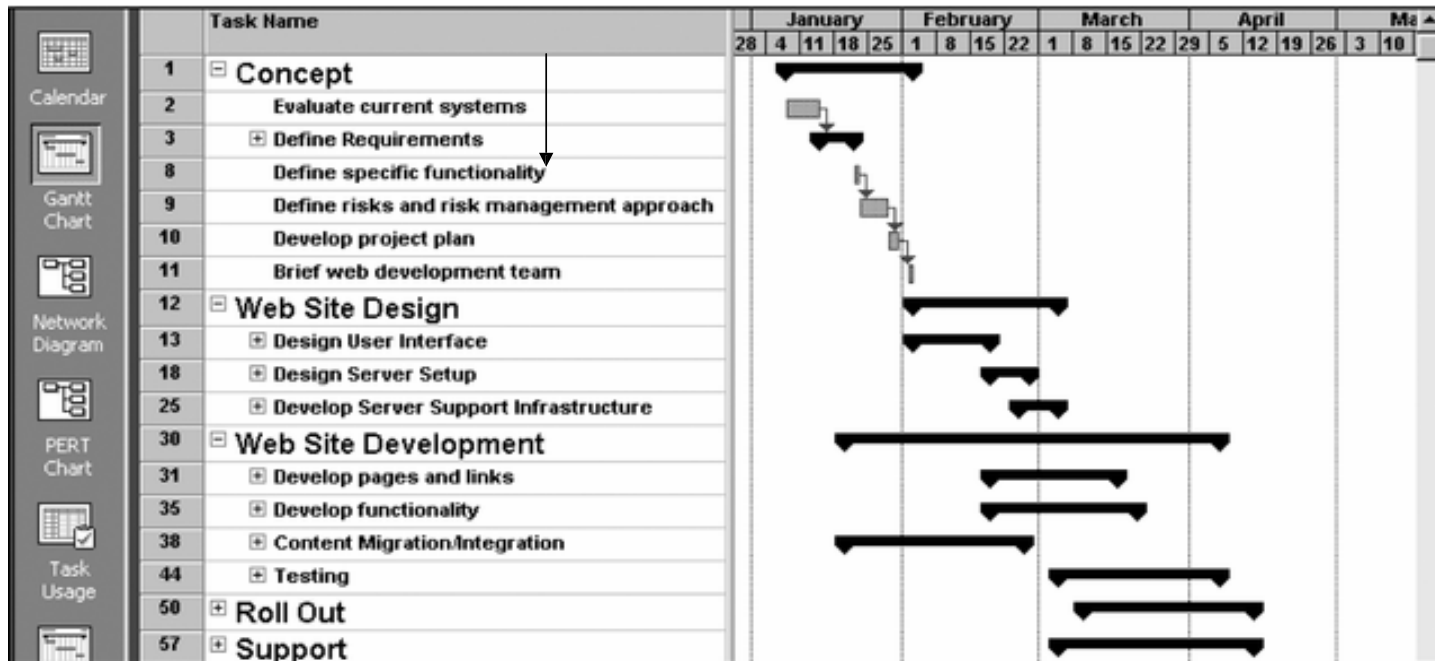 Task Name
January February March April Ma
28 4 11 18 25 1 8 15 22 1 8 15 22 29 5 12 19 26 3 10
1 Concept
Calendar
2 Evaluate current systems
3 Define Requirements
8 Define specific functionality
Gantt
Chart
9 Define risks and risk management approach
10 Develop project plan
11 Brief web development team
12 Web Site Design
Network
Diagram
13 Design User Interface
18 Design Server Setup
25 Develop Server Support Infrastructure
30 Web Site Development
PERT
Chart
31 Develop pages and links
35 Develop functionality
38 Content Migration/Integration
Task
Usage
44 Testing
50 Roll Out
57 Support